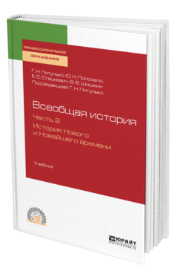 ПРОФЕССИОНАЛЬНОЕ ОБРАЗОВАНИЕ
Г. Н. Питулько, Ю. Н. Полохало
Е. С. Стецкевич, В. В. Шишкин
Под редакцией Г. Н. Питулько
Всеобщая история
Часть 2
История Нового
и Новейшего времени
Учебник
юрайт